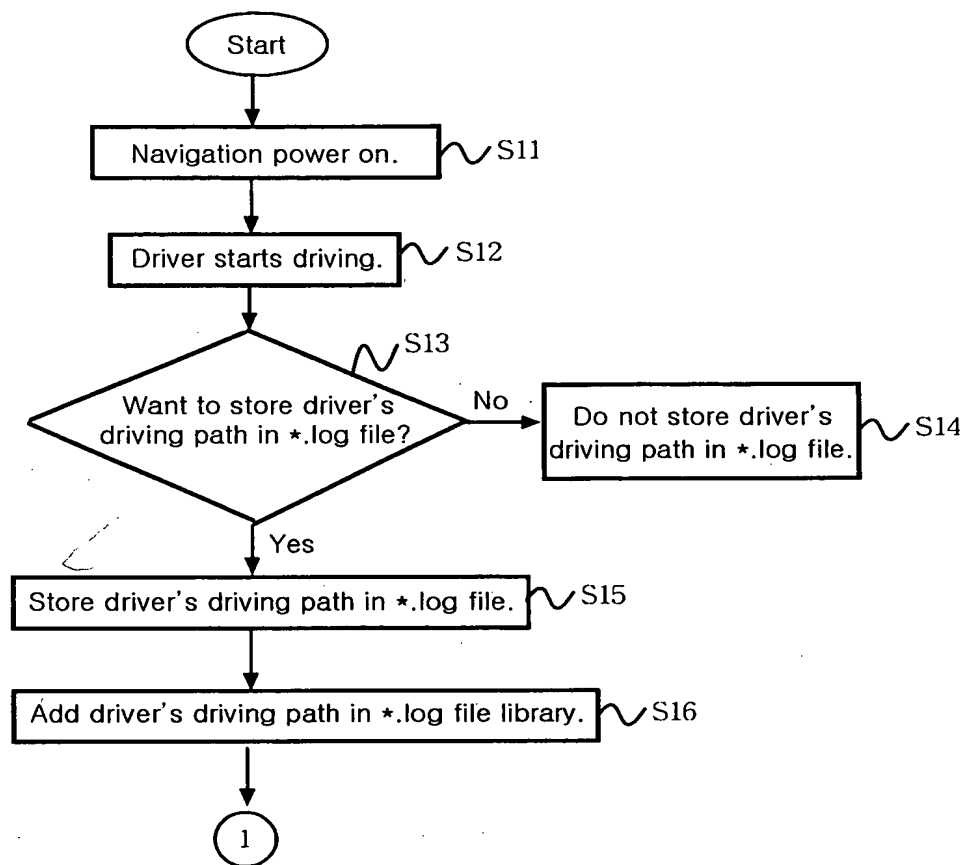 Start
Navigation power on.
S11
Driver starts driving.
S12
S13
Want to store driver's
driving path in *.log file?
No
Do not store driver's
driving path in *.log file.
S14
Yes
Store driver's driving path in *.log file.
S15
Add driver's driving path in *.log file library.
S16
1